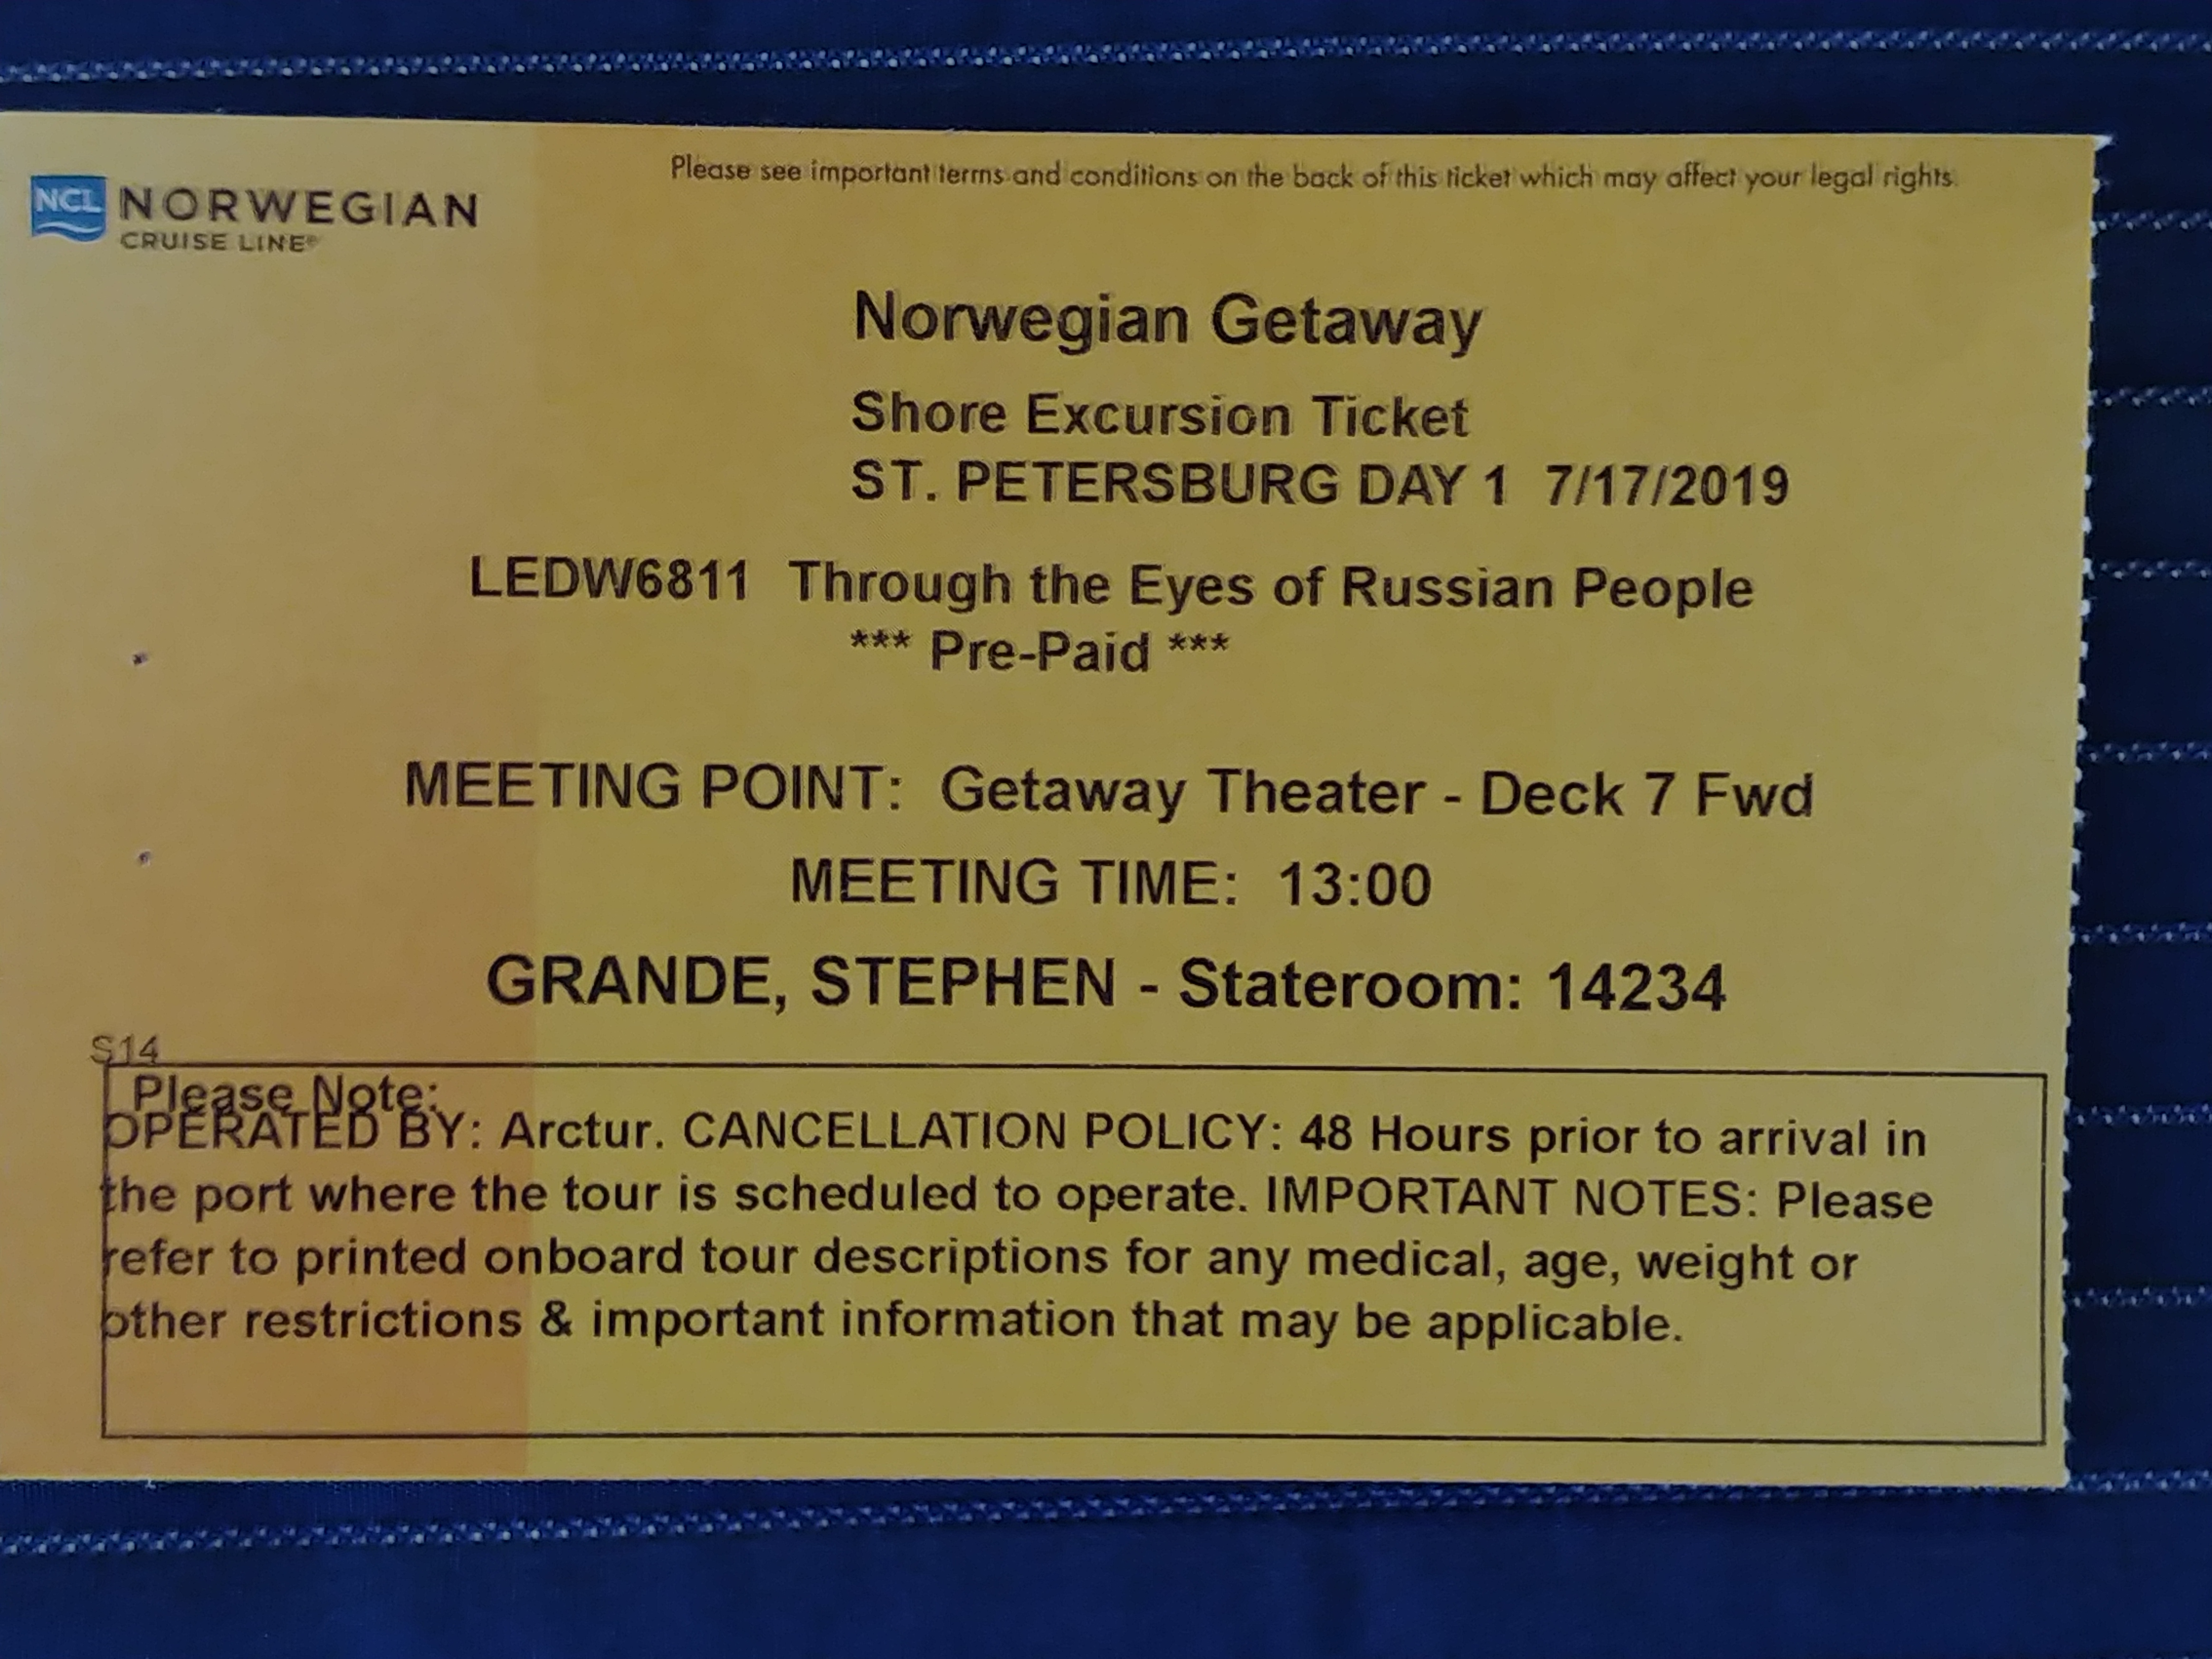 Please see important terms and conditions on the back of this ticket which may affect your legal rights.
NCL NORWEGIAN
CRUISE LINE®
Norwegian Getaway
Shore Excursion Ticket
ST. PETERSBURG DAY 1 7/17/2019
LEDW6811 Through the Eyes of Russian People
*** Pre-Paid ***
MEETING POINT: Getaway Theater - Deck 7 Fwd
MEETING TIME: 13:00
GRANDE, STEPHEN - Stateroom: 14234
S14
Please Note:
OPERATED BY: Arctur. CANCELLATION POLICY: 48 Hours prior to arrival in
the port where the tour is scheduled to operate. IMPORTANT NOTES: Please
refer to printed onboard tour descriptions for any medical, age, weight or
other restrictions & important information that may be applicable.